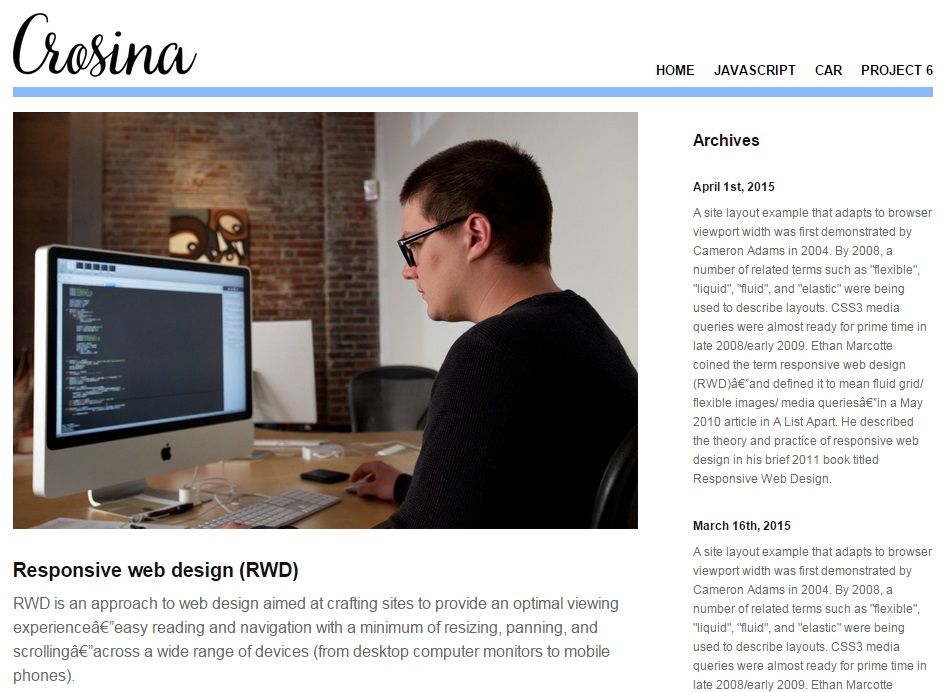 Crosina
HOME JAVASCRIPT CAR PROJECT 6
Responsive web design (RWD)
RWD is an approach to web design aimed at crafting sites to provide an optimal viewing
experienceâ€”easy reading and navigation with a minimum of resizing, panning, and
scrollingâ€”across a wide range of devices (from desktop computer monitors to mobile
phones).
Archives
April 1st, 2015
A site layout example that adapts to browser
viewport width was first demonstrated by
Cameron Adams in 2004. By 2008, a
number of related terms such as "flexible",
"liquid", "fluid", and "elastic" were being
used to describe layouts. CSS3 media
queries were almost ready for prime time in
late 2008/early 2009. Ethan Marcotte
coined the term responsive web design
(RWD)â€”and defined it to mean fluid grid/
flexible images/ media queriesâ€”in a May
2010 article in A List Apart. He described
the theory and practice of responsive web
design in his brief 2011 book titled
Responsive Web Design.
March 16th, 2015
A site layout example that adapts to browser
viewport width was first demonstrated by
Cameron Adams in 2004. By 2008, a
number of related terms such as "flexible",
"liquid", "fluid", and "elastic" were being
used to describe layouts. CSS3 media
queries were almost ready for prime time in
late 2008/early 2009. Ethan Marcotte